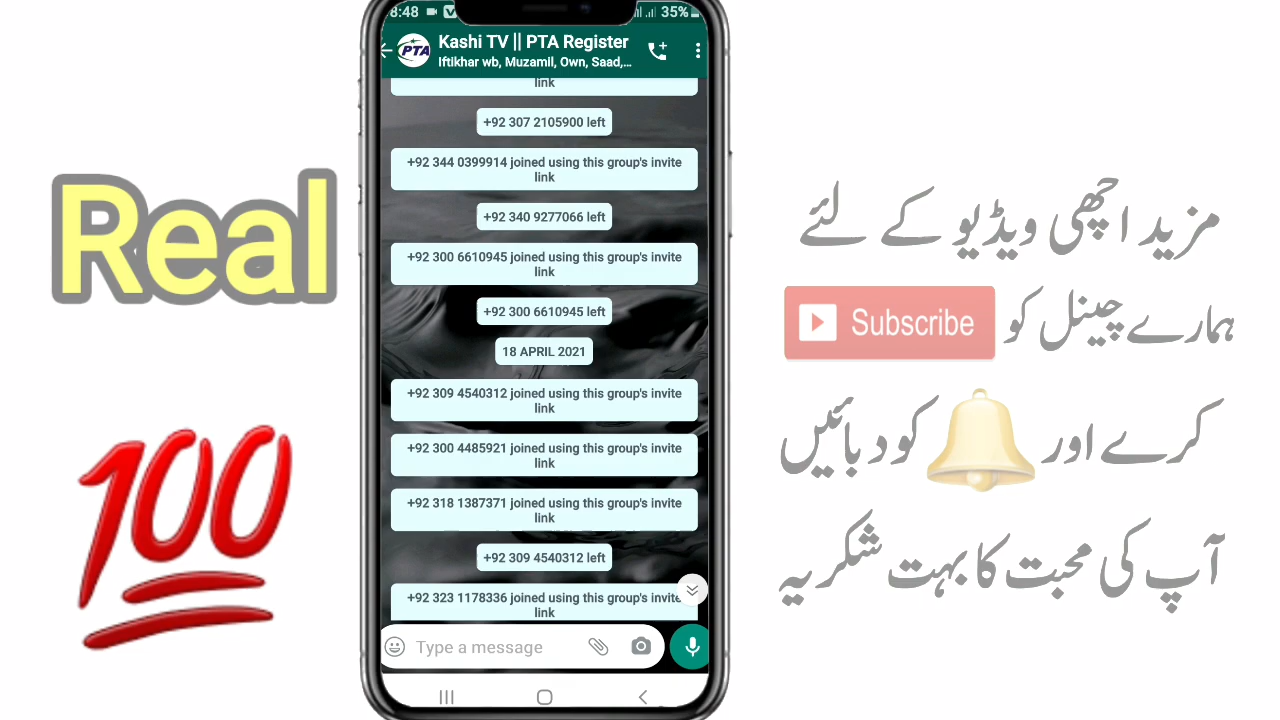 Real
100
8:48
35%
PTA
Kashi TV || PTA Register
Iftikhar wb, Muzamil, Own, Saad,...
link
+92 307 2105900 left
+92 344 0399914 joined using this group's invite
link
+92 340 9277066 left
+92 300 6610945 joined using this group's invite
link
+92 300 6610945 left
18 APRIL 2021
+92 309 4540312 joined using this group's invite
link
+92 300 4485921 joined using this group's invite
link
+92 318 1387371 joined using this group's invite
link
+92 309 4540312 left
+92 323 1178336 joined using this group's invite
link
Type a message
مزید اچھی ویڈیو کے لئے
ہمارے چینل کو Subscribe
کرے اور کو دبائیں
آپ کی محبت کا بہت شکریہ